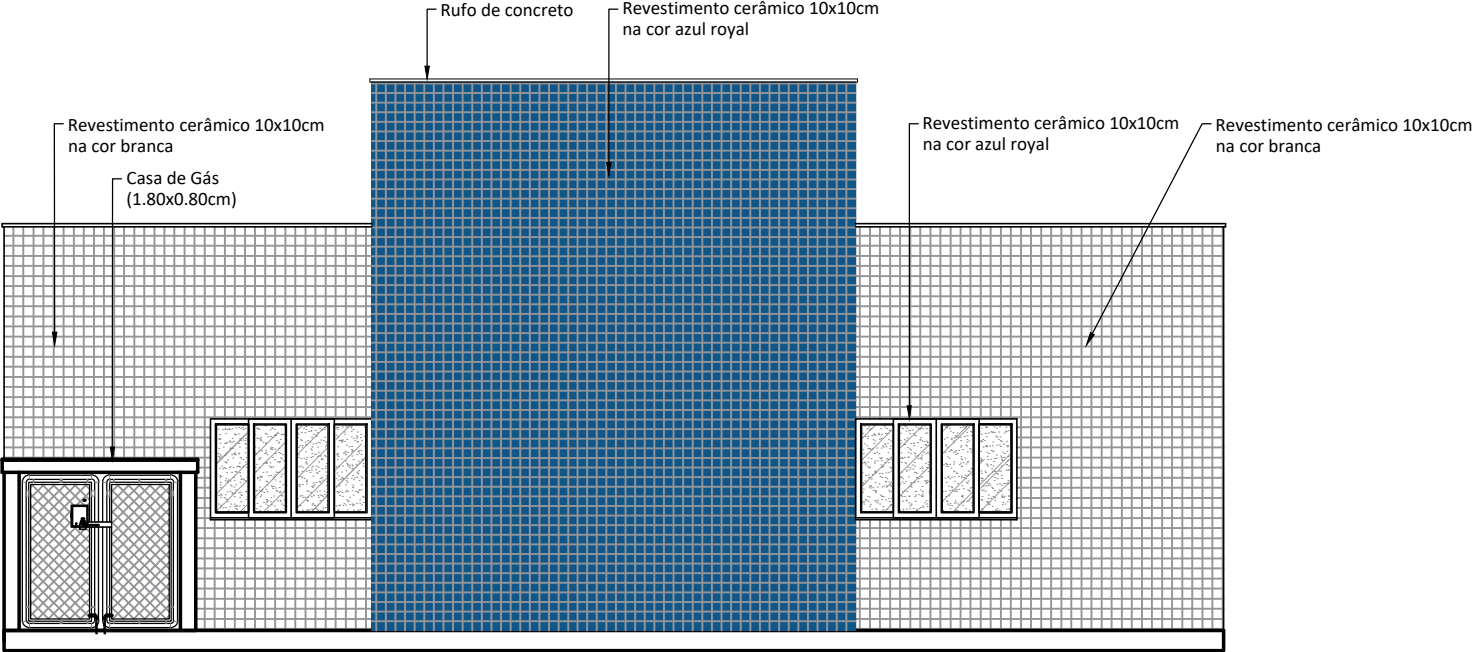 Rufo de concreto
Revestimento cerâmico 10x10cm
na cor azul royal
Revestimento cerâmico 10x10cm
na cor branca
Casa de Gás
(1.80x0.80cm)
Revestimento cerâmico 10x10cm
na cor azul royal
Revestimento cerâmico 10x10cm
na cor branca